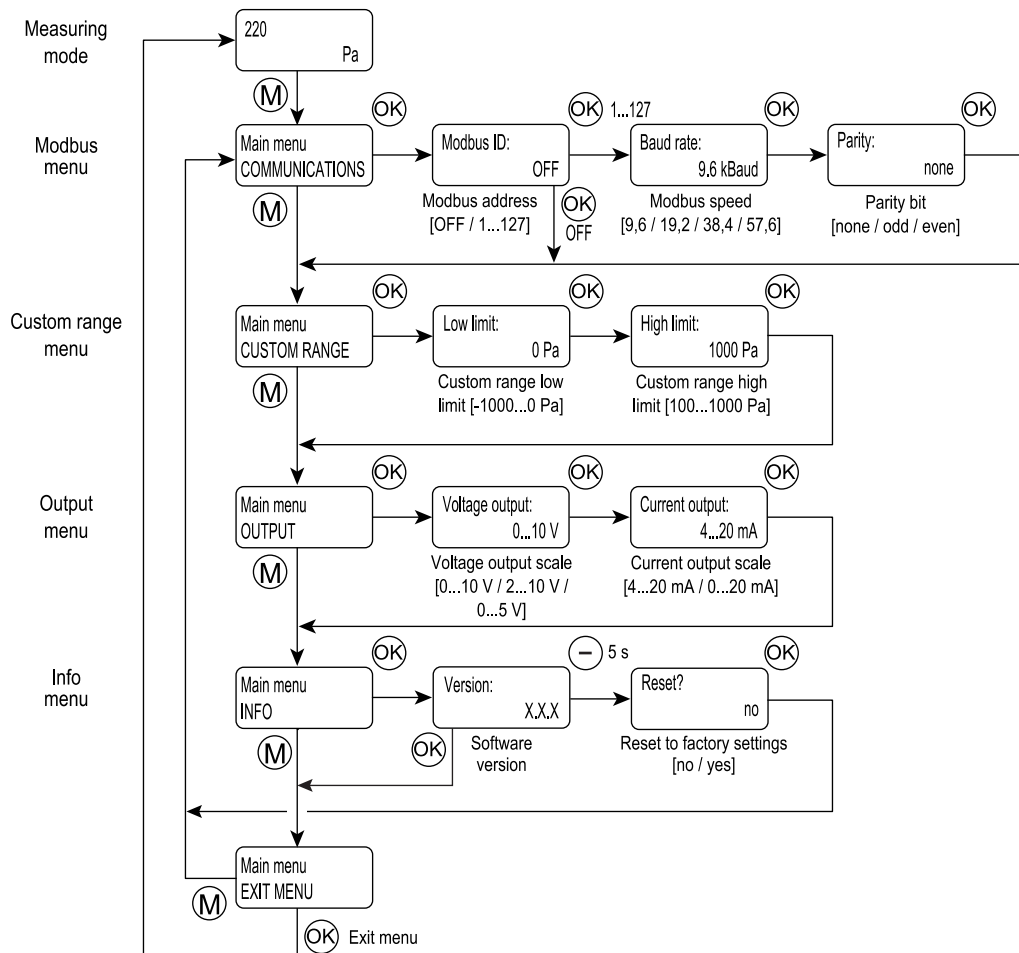 Measuring
mode
220
Pa
M
OK
OK 1...127
OK
OK
Modbus
menu
Main menu
COMMUNICATIONS
Modbus ID:
OFF
Baud rate:
9.6 kBaud
Parity:
none
M
Modbus address
[OFF / 1...127]
OK
OFF
Modbus speed
[9,6 / 19,2 / 38,4 / 57,6]
Parity bit
[none / odd / even]
OK
OK
OK
Custom range
menu
Main menu
CUSTOM RANGE
Low limit:
0 Pa
High limit:
1000 Pa
M
Custom range low
limit [-1000...0 Pa]
Custom range high
limit [100...1000 Pa]
OK
OK
OK
Output
menu
Main menu
OUTPUT
Voltage output:
0...10 V
Current output:
4...20 mA
M
Voltage output scale
[0...10 V / 2...10 V /
0...5 V]
Current output scale
[4...20 mA / 0...20 mA]
OK
– 5 s
OK
Info
menu
Main menu
INFO
Version:
X.X.X
Reset?
no
M
OK
Software
version
Reset to factory settings
[no / yes]
Main menu
EXIT MENU
M
OK Exit menu